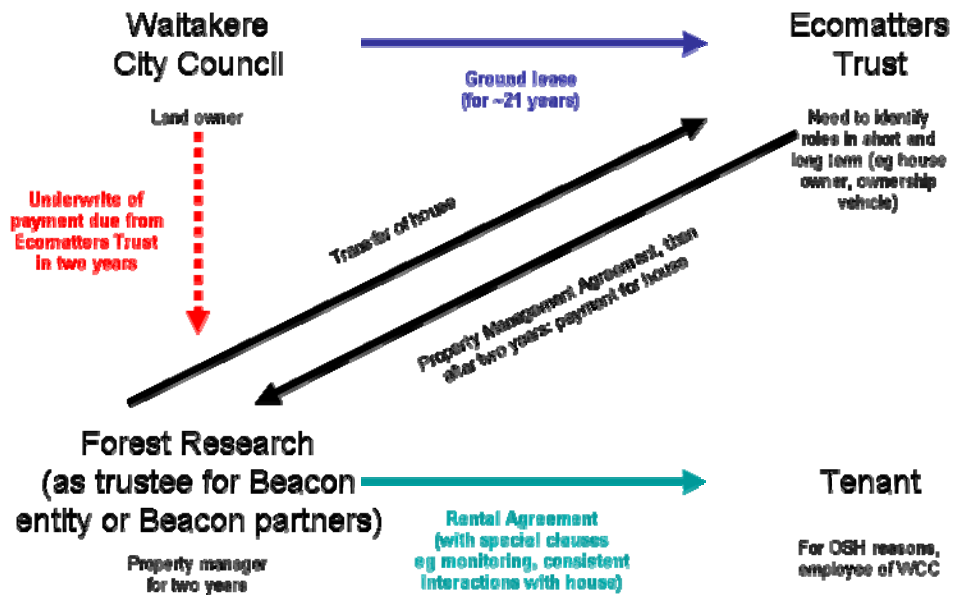 Waitakere
City Council
Land owner
Ground lease
(for ~21 years)
Ecomatters
Trust
Need to identify
roles in short and
long term (eg house
owner, ownership
vehicle)
Underwrite of
payment due from
Ecomatters Trust
in two years
Transfer of house
Property Management Agreement, then
after two years: payment for house
Forest Research
(as trustee for Beacon
entity or Beacon partners)
Property manager
for two years
Rental Agreement
(with special clauses
eg monitoring, consistent
interactions with house)
Tenant
For OSH reasons,
employee of WCC